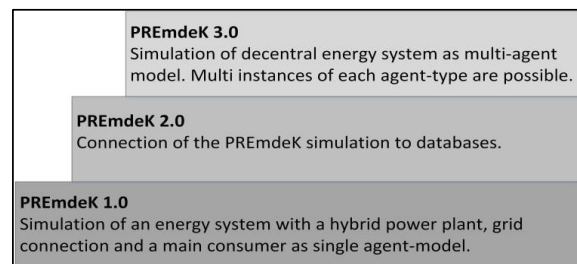 PREmdeK 3.0
Simulation of decentral energy system as multi-agent
model. Multi instances of each agent-type are possible.
PREmdeK 2.0
Connection of the PREmdeK simulation to databases.
PREmdeK 1.0
Simulation of an energy system with a hybrid power plant, grid
connection and a main consumer as single agent-model.